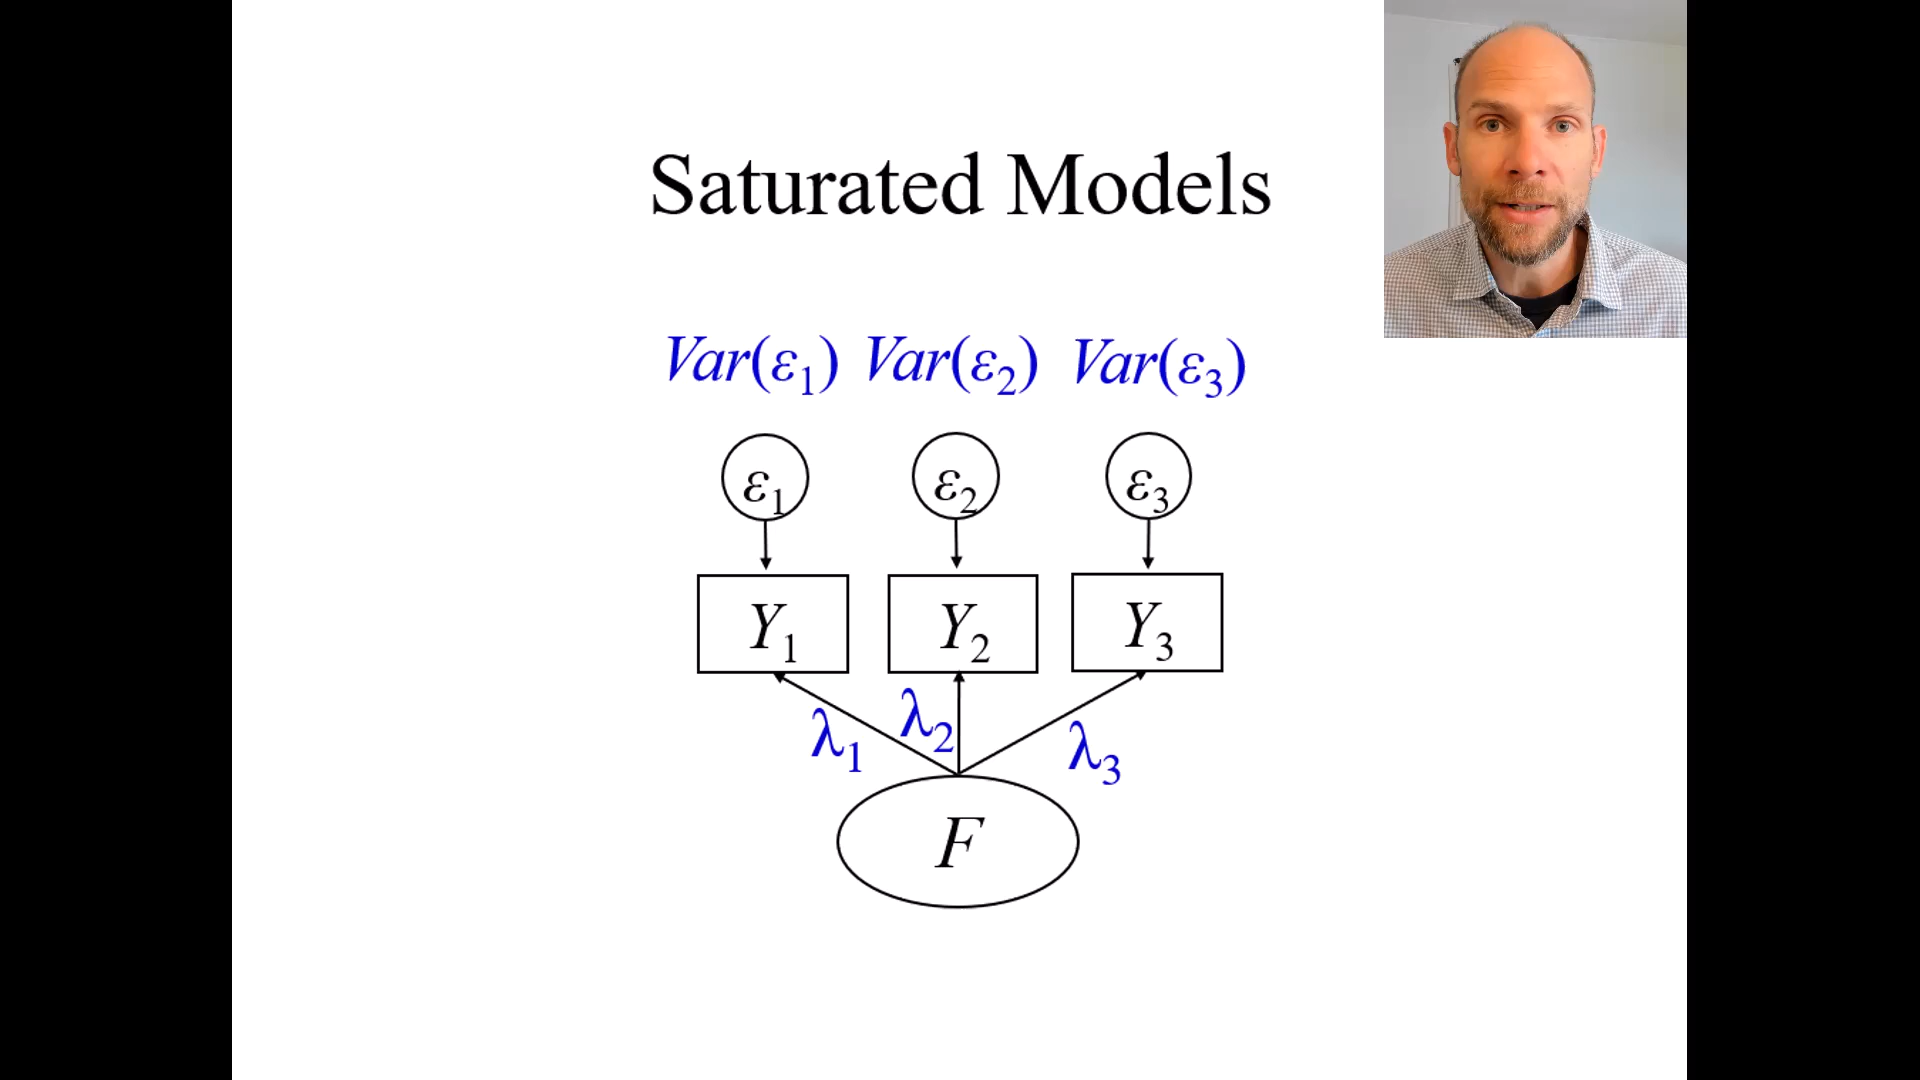 Saturated Models
Var(ε₁) Var(ε₂) Var(ε₃)
ε₁ ε₂ ε₃
Y₁ Y₂ Y₃
λ₁ λ₂ λ₃
F